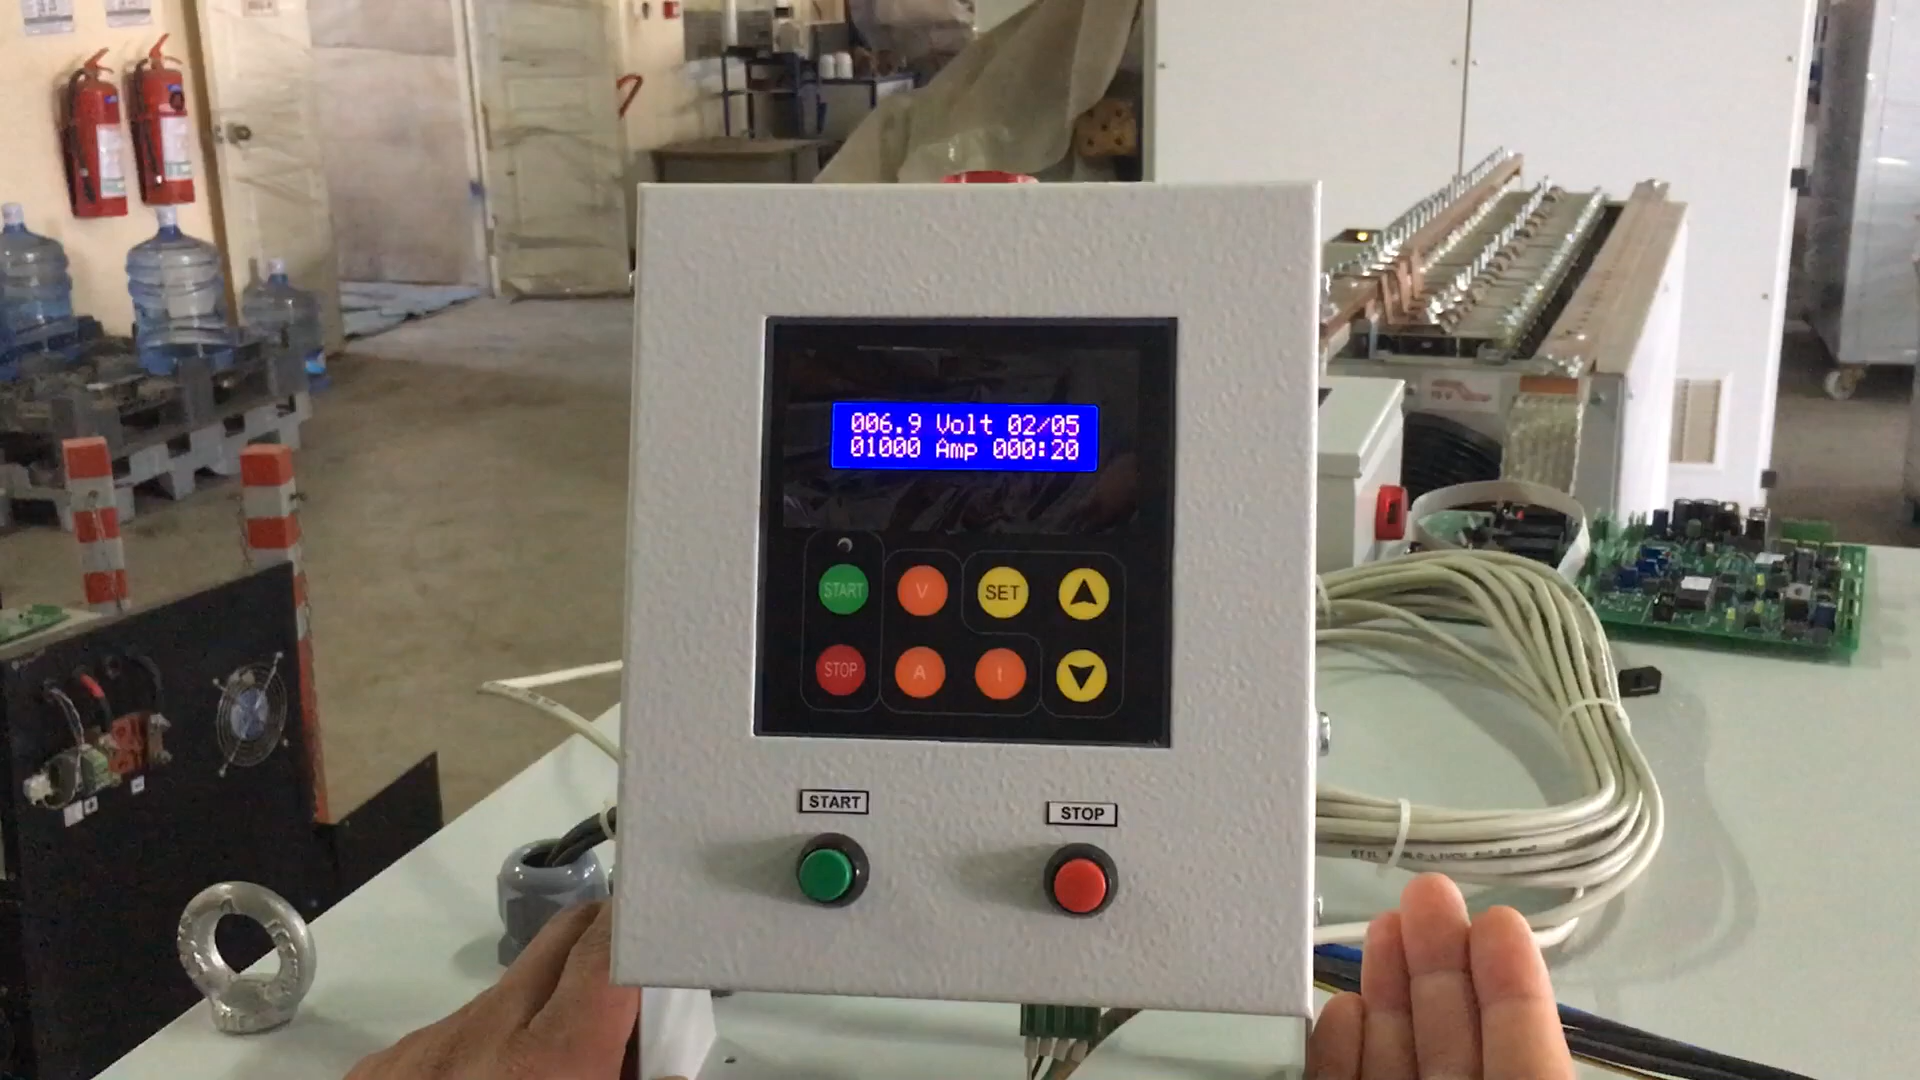 006.9 Volt 02/05
01000 Amp 000:20
START
V
SET
STOP
A
t
START
STOP